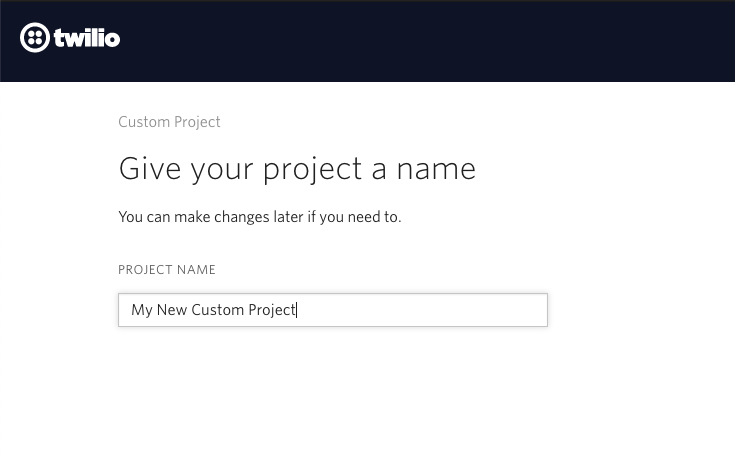 twilio
Custom Project
Give your project a name
You can make changes later if you need to.
PROJECT NAME
My New Custom Project